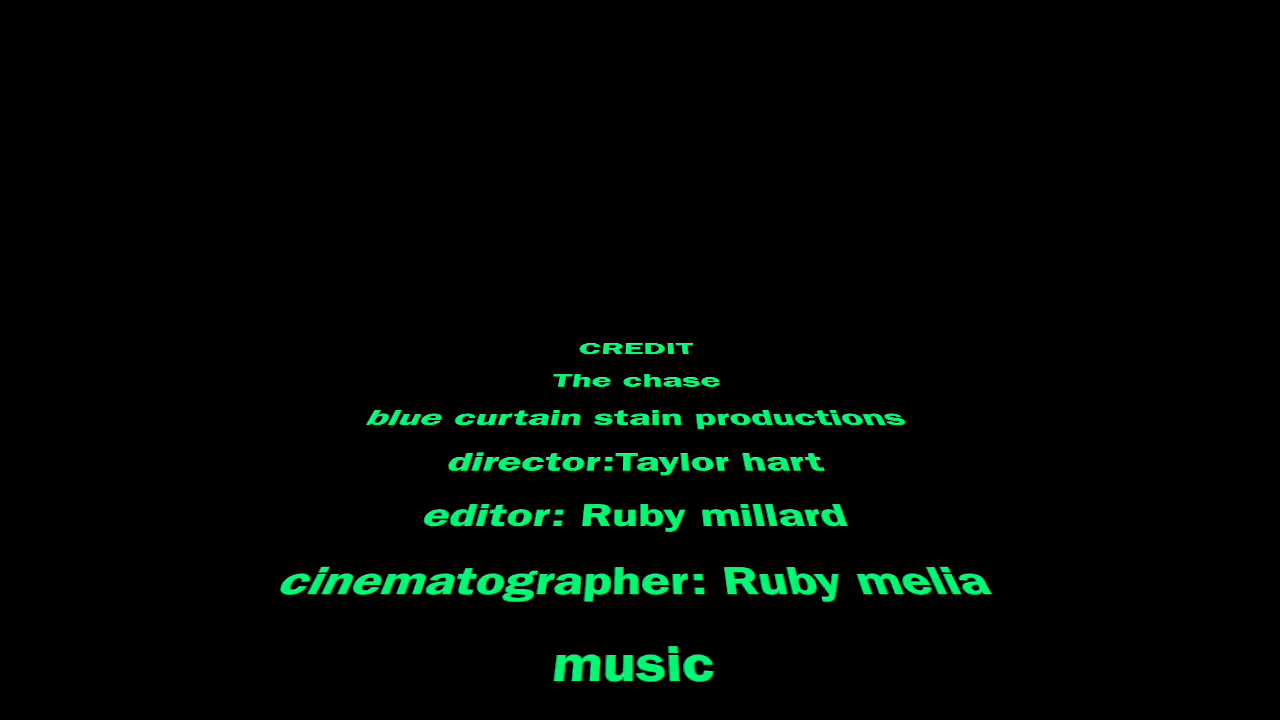 CREDIT
The chase
blue curtain stain productions
director:Taylor hart
editor: Ruby millard
cinematographer: Ruby melia
music